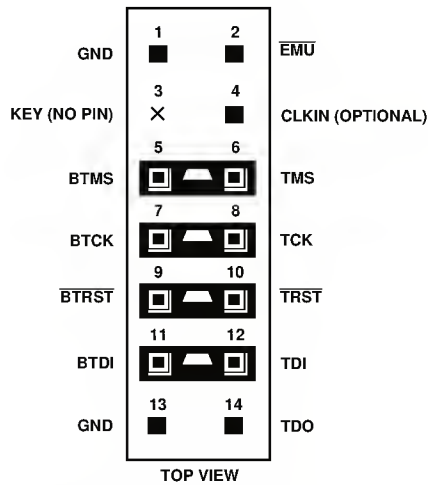 1 2
GND EMU
3 4
KEY (NO PIN) CLKIN (OPTIONAL)
5 6
BTMS TMS
7 8
BTCK TCK
9 10
BTRST TRST
11 12
BTDI TDI
13 14
GND TDO
TOP VIEW